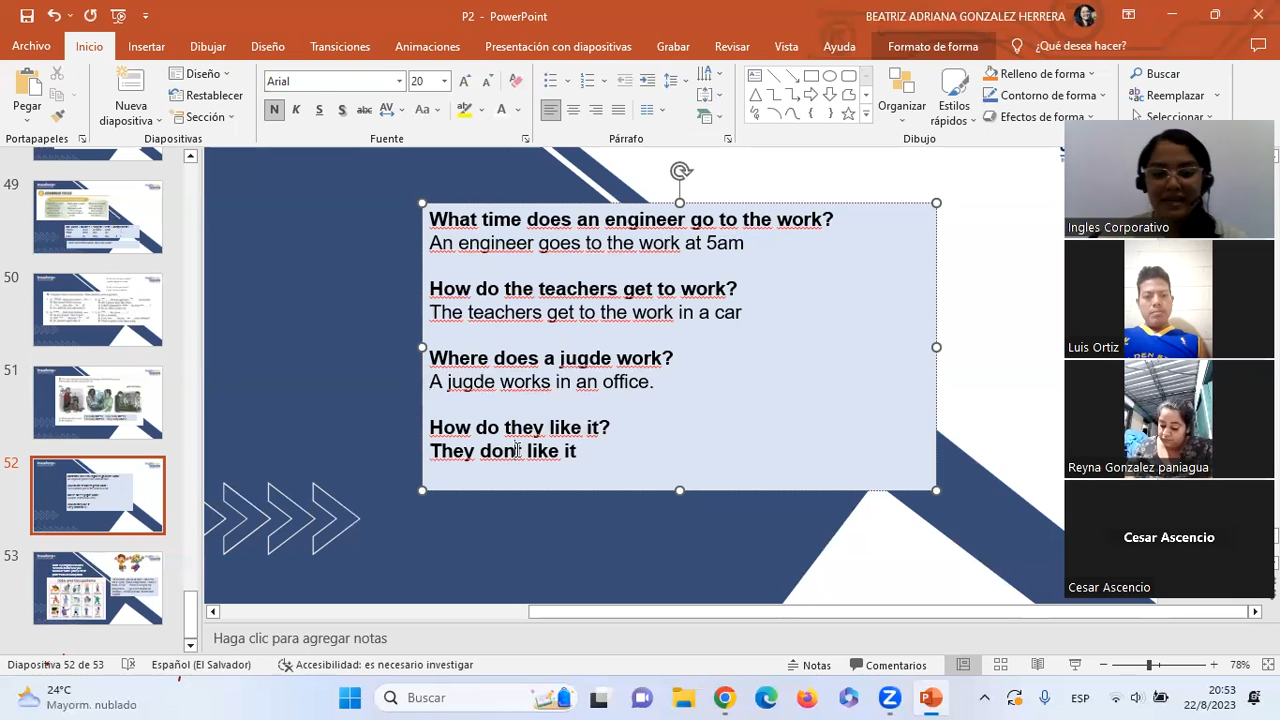 P2 - PowerPoint
BEATRIZ ADRIANA GONZALEZ HERRERA
Archivo Inicio Insertar Dibujar Diseño Transiciones Animaciones Presentación con diapositivas Grabar Revisar Vista Ayuda Formato de forma ¿Qué desea hacer?
Pegar
Portapapeles
Nueva diapositiva
Diseño
Restablecer
Sección
Diapositivas
Arial 20
N K S abc AV Aa A
Fuente
Párrafo
Organizar
Estilos rápidos
Relleno de forma
Contorno de forma
Efectos de forma
Dibujo
Buscar
Reemplazar
Seleccionar
49
50
51
52
53
What time does an engineer go to the work?
An engineer goes to the work at 5am
How do the teachers get to work?
The teachers get to the work in a car
Where does a jugde work?
A jugde works in an office.
How do they like it?
They dont like it
Ingles Corporativo
Luis Ortiz
Reyna Gonzalez paniagua
Cesar Ascencio
Cesar Ascencio
Haga clic para agregar notas
Diapositiva 52 de 53 Español (El Salvador) Accesibilidad: es necesario investigar Notas Comentarios 78%
24°C
Mayorm. nublado
Buscar
ESP
20:53
22/8/2023